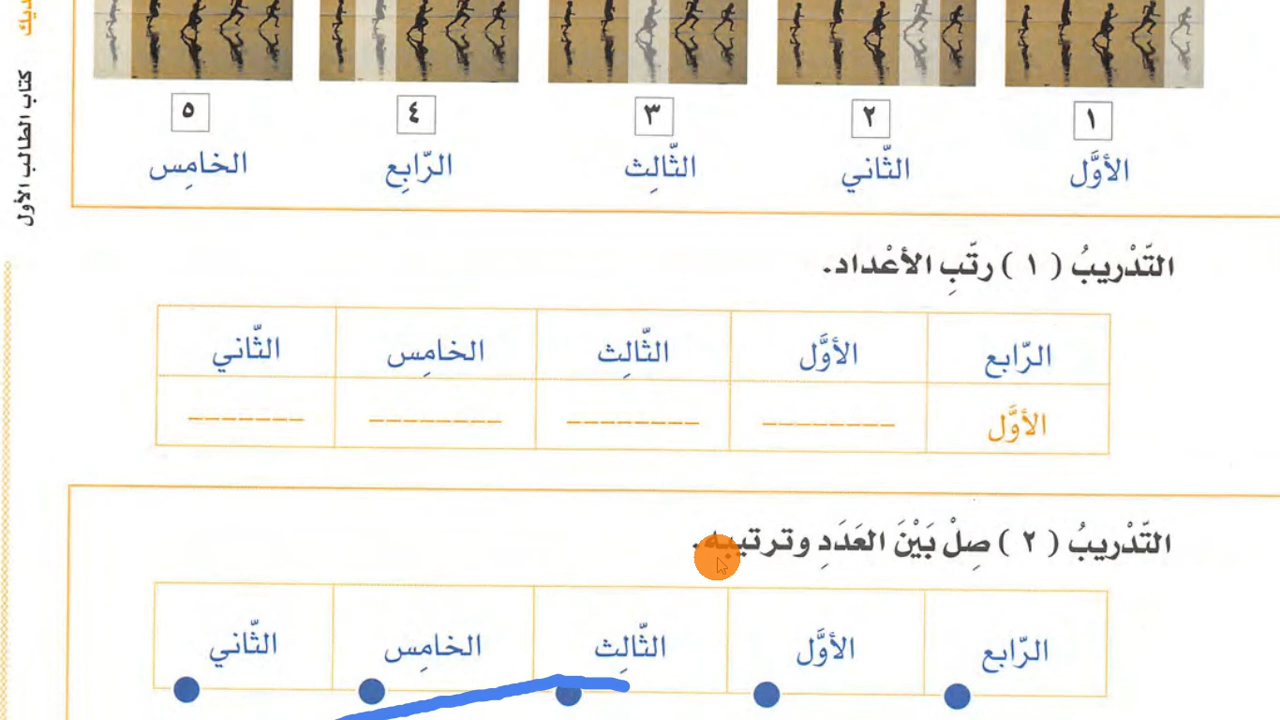 ديك
كتاب الطالب الأول
١ ٢ ٣ ٤ ٥
الأوَّل الثّاني الثّالِث الرّابِع الخامِس
التّدْريبُ ( ١ ) رتّبِ الأعْداد.
الرّابع الأوَّل الثّالِث الخامِس الثّاني
الأوَّل
التّدْريبُ ( ٢ ) صِلْ بَيْنَ العَدَدِ وترتيبه.
الرّابع الأوَّل الثّالِث الخامِس الثّاني